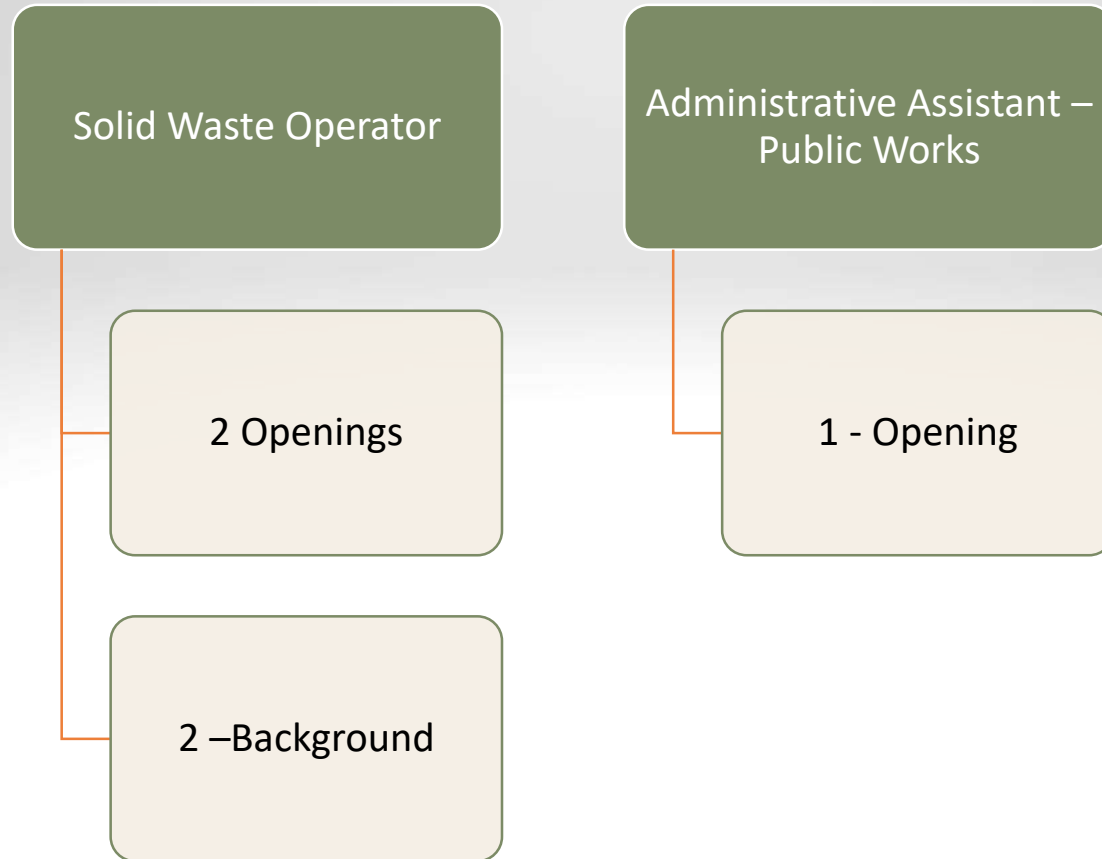 Solid Waste Operator
2 Openings
2 –Background
Administrative Assistant –
Public Works
1 - Opening